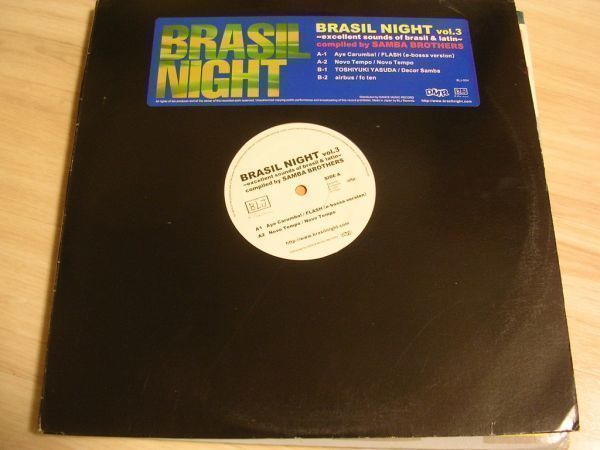 BRASIL
NIGHT
BRASIL NIGHT vol.3
~excellent sounds of brasil & latin~
compiled by SAMBA BROTHERS
A-1 Aye Carumba! / FLASH (e-bossa version)
A-2 Novo Tempo / Novo Tempo
B-1 TOSHIYUKI YASUDA / Decor Samba
B-2 airbus / fc ten
http://www.brasilnight.com
BRASIL NIGHT vol.3
~excellent sounds of brasil & latin~
compiled by SAMBA BROTHERS
SIDE A
A1 Aye Carumba! / FLASH (e-bossa version)
A2 Novo Tempo / Novo Tempo
http://www.brasilnight.com